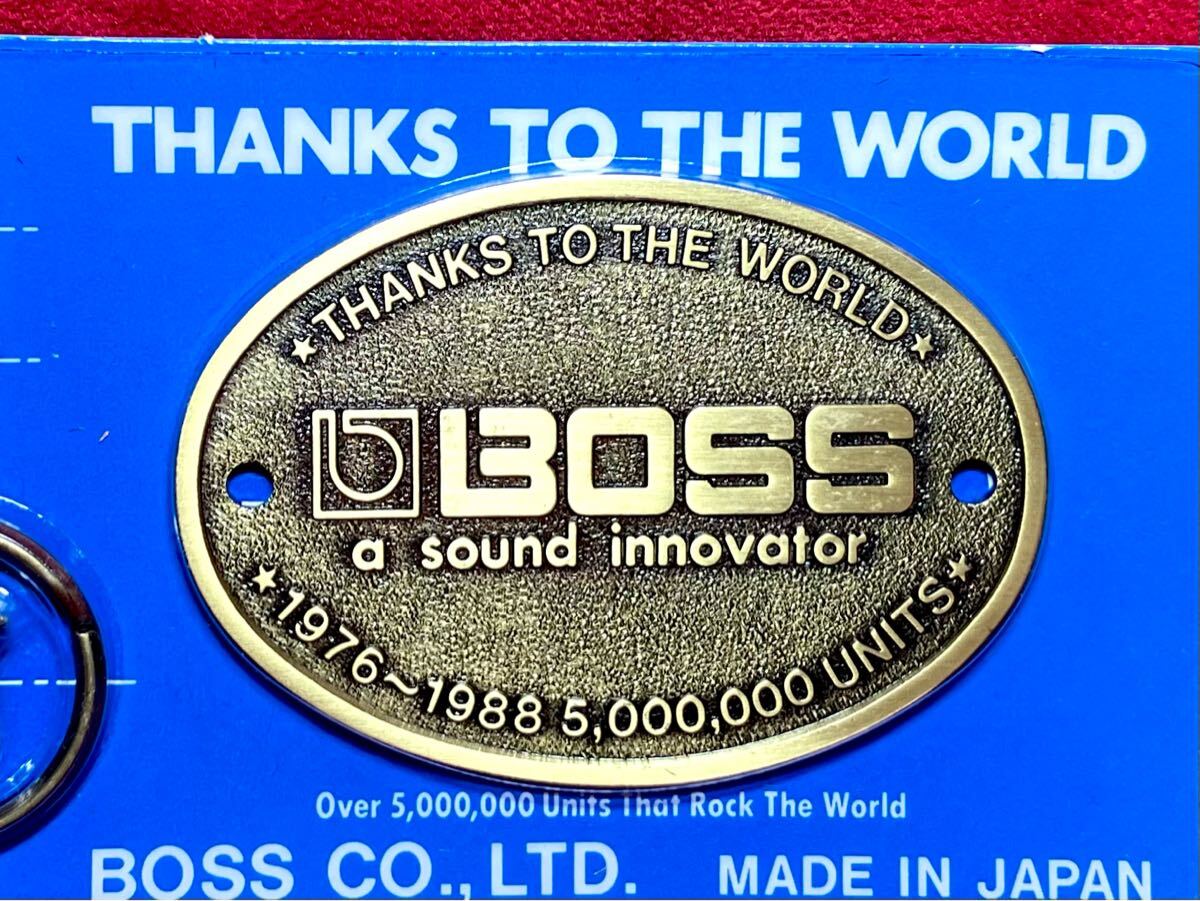 THANKS TO THE WORLD
★THANKS TO THE WORLD★
BOSS
a sound innovator
★1976~1988 5,000,000 UNITS★
Over 5,000,000 Units That Rock The World
BOSS CO., LTD. MADE IN JAPAN